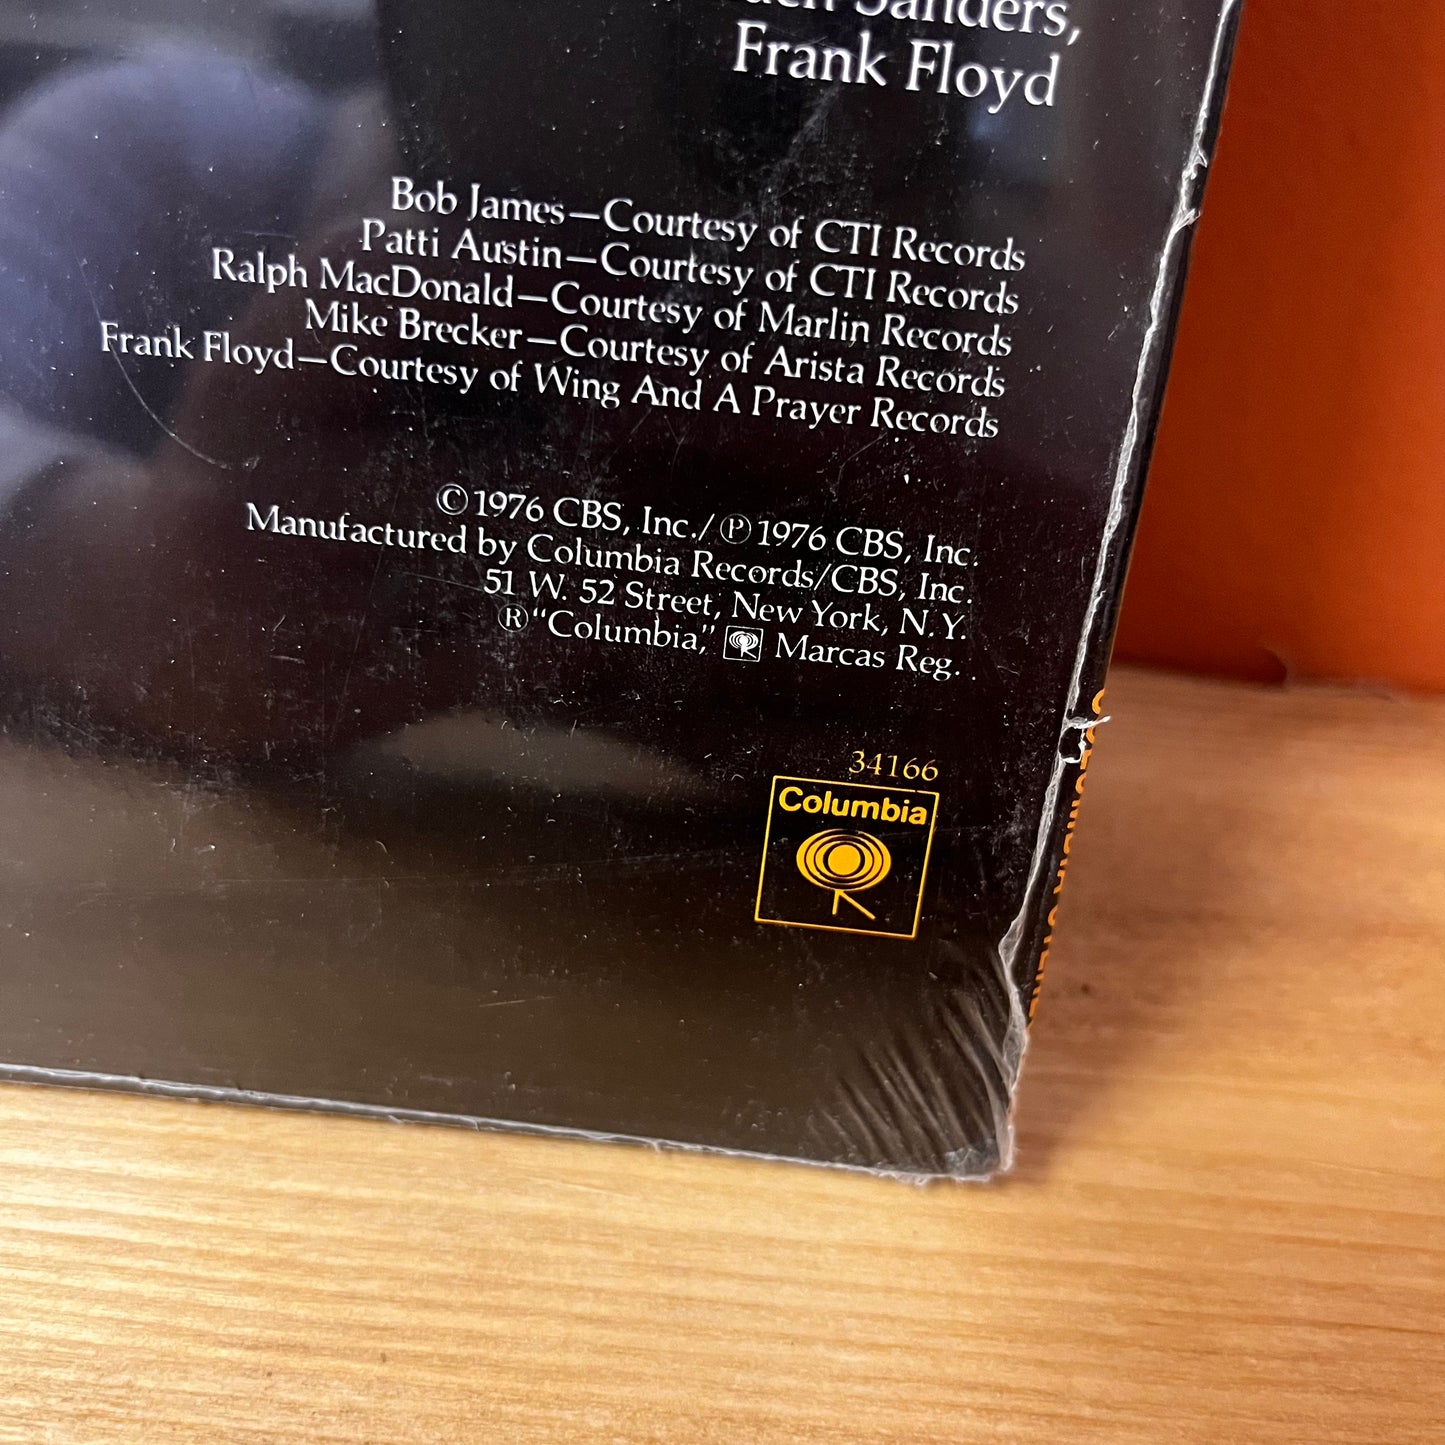 Sanders,
Frank Floyd
Bob James—Courtesy of CTI Records
Patti Austin—Courtesy of CTI Records
Ralph MacDonald—Courtesy of Marlin Records
Mike Brecker—Courtesy of Arista Records
Frank Floyd—Courtesy of Wing And A Prayer Records
© 1976 CBS, Inc./℗ 1976 CBS, Inc.
Manufactured by Columbia Records/CBS, Inc.
51 W. 52 Street, New York, N.Y.
® "Columbia," Marcas Reg.
34166
Columbia
COLUMBIA